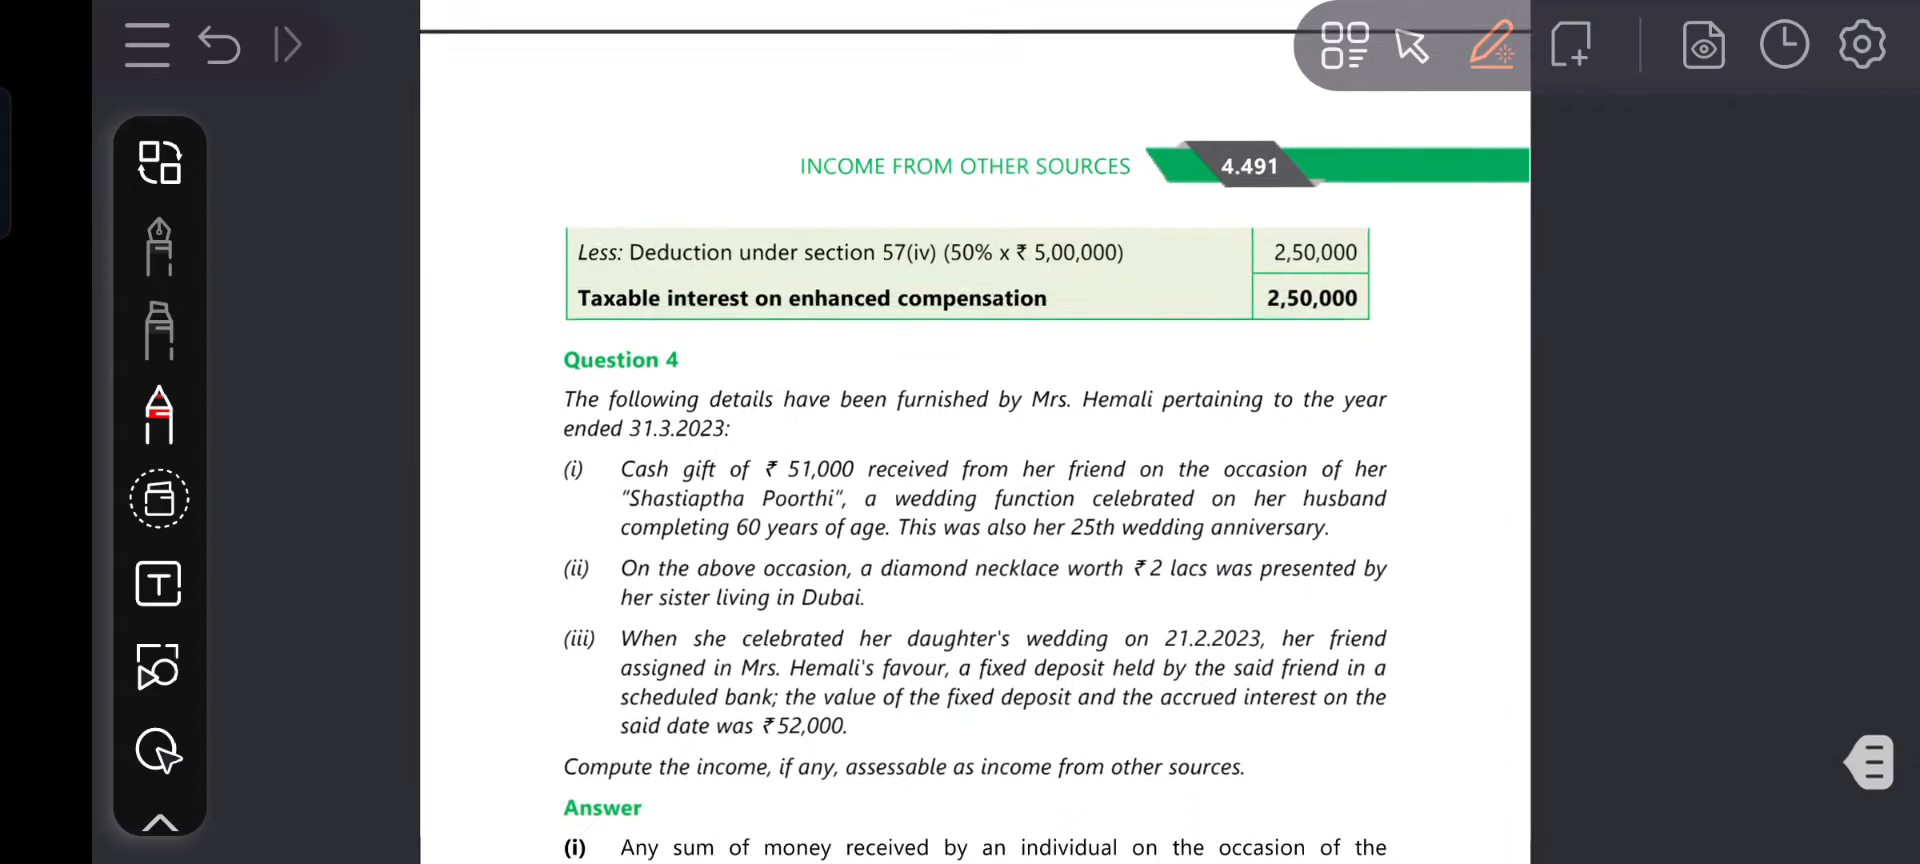 INCOME FROM OTHER SOURCES 4.491
Less: Deduction under section 57(iv) (50% x ₹ 5,00,000) 2,50,000
Taxable interest on enhanced compensation 2,50,000
Question 4
The following details have been furnished by Mrs. Hemali pertaining to the year
ended 31.3.2023:
(i) Cash gift of ₹ 51,000 received from her friend on the occasion of her
“Shastiaptha Poorthi”, a wedding function celebrated on her husband
completing 60 years of age. This was also her 25th wedding anniversary.
(ii) On the above occasion, a diamond necklace worth ₹ 2 lacs was presented by
her sister living in Dubai.
(iii) When she celebrated her daughter's wedding on 21.2.2023, her friend
assigned in Mrs. Hemali's favour, a fixed deposit held by the said friend in a
scheduled bank; the value of the fixed deposit and the accrued interest on the
said date was ₹ 52,000.
Compute the income, if any, assessable as income from other sources.
Answer
(i) Any sum of money received by an individual on the occasion of the